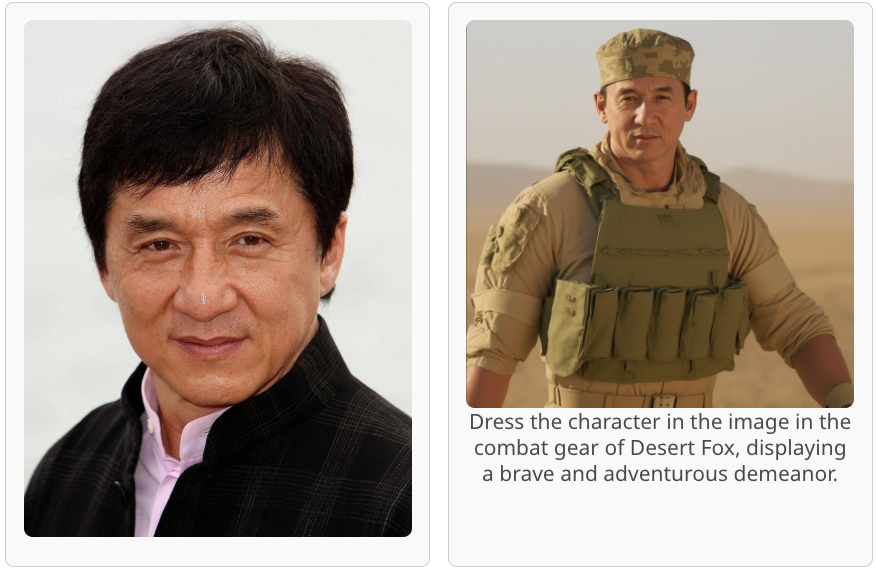 Dress the character in the image in the
combat gear of Desert Fox, displaying
a brave and adventurous demeanor.